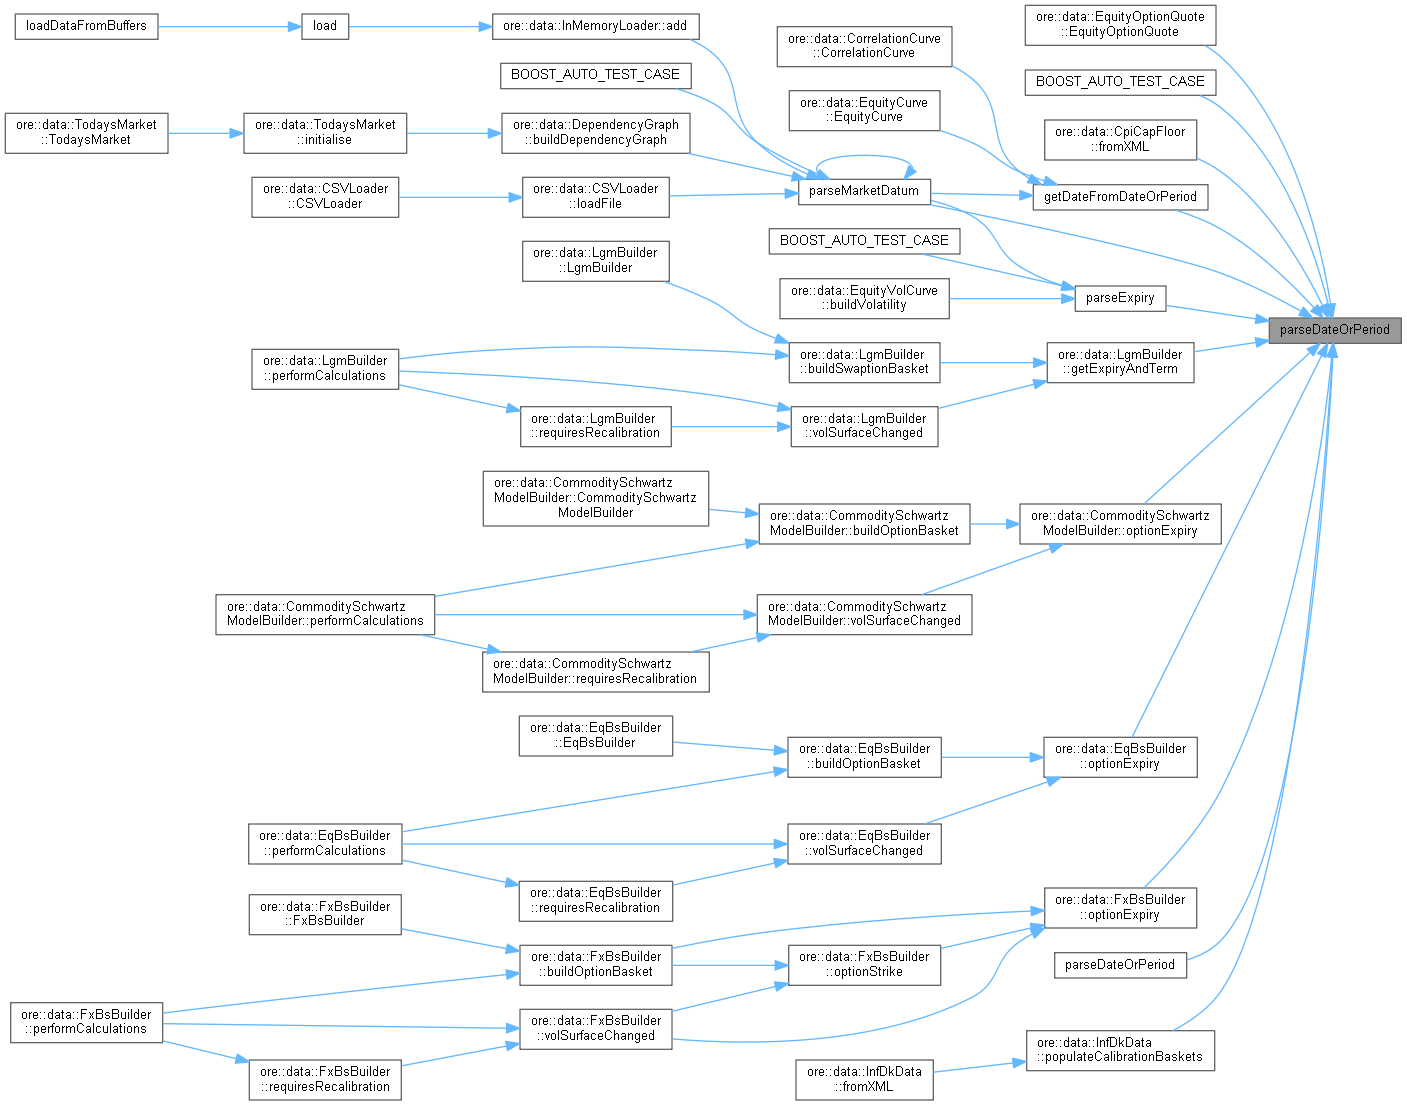 loadDataFromBuffers
load
ore::data::InMemoryLoader::add
ore::data::CorrelationCurve
::CorrelationCurve
ore::data::EquityOptionQuote
::EquityOptionQuote
BOOST_AUTO_TEST_CASE
BOOST_AUTO_TEST_CASE
ore::data::EquityCurve
::EquityCurve
ore::data::TodaysMarket
::TodaysMarket
ore::data::TodaysMarket
::initialise
ore::data::DependencyGraph
::buildDependencyGraph
ore::data::CpiCapFloor
::fromXML
ore::data::CSVLoader
::CSVLoader
ore::data::CSVLoader
::loadFile
parseMarketDatum
getDateFromDateOrPeriod
BOOST_AUTO_TEST_CASE
ore::data::LgmBuilder
::LgmBuilder
ore::data::EquityVolCurve
::buildVolatility
parseExpiry
parseDateOrPeriod
ore::data::LgmBuilder
::performCalculations
ore::data::LgmBuilder
::buildSwaptionBasket
ore::data::LgmBuilder
::getExpiryAndTerm
ore::data::LgmBuilder
::requiresRecalibration
ore::data::LgmBuilder
::volSurfaceChanged
ore::data::CommoditySchwartz
ModelBuilder::CommoditySchwartz
ModelBuilder
ore::data::CommoditySchwartz
ModelBuilder::buildOptionBasket
ore::data::CommoditySchwartz
ModelBuilder::optionExpiry
ore::data::CommoditySchwartz
ModelBuilder::performCalculations
ore::data::CommoditySchwartz
ModelBuilder::volSurfaceChanged
ore::data::CommoditySchwartz
ModelBuilder::requiresRecalibration
ore::data::EqBsBuilder
::EqBsBuilder
ore::data::EqBsBuilder
::buildOptionBasket
ore::data::EqBsBuilder
::optionExpiry
ore::data::EqBsBuilder
::performCalculations
ore::data::EqBsBuilder
::volSurfaceChanged
ore::data::EqBsBuilder
::requiresRecalibration
ore::data::FxBsBuilder
::FxBsBuilder
ore::data::FxBsBuilder
::optionExpiry
ore::data::FxBsBuilder
::buildOptionBasket
ore::data::FxBsBuilder
::optionStrike
parseDateOrPeriod
ore::data::FxBsBuilder
::performCalculations
ore::data::FxBsBuilder
::volSurfaceChanged
ore::data::InfDkData
::populateCalibrationBaskets
ore::data::FxBsBuilder
::requiresRecalibration
ore::data::InfDkData
::fromXML